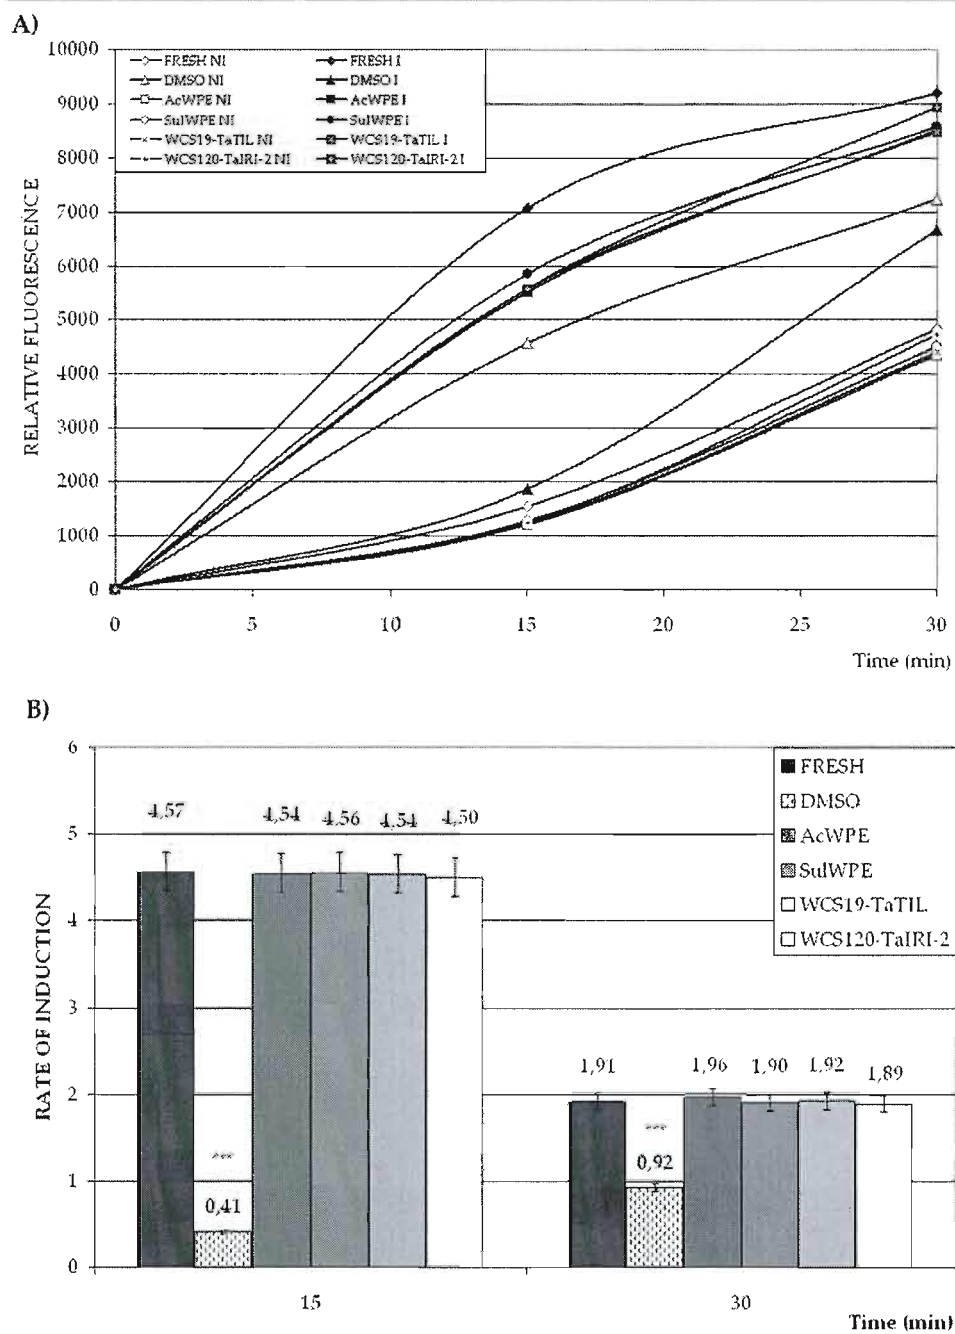 A)
10000
9000
8000
7000
6000
5000
4000
3000
2000
1000
0
RELATIVE FLUORESCENCE
FRESH NI FRESH I
DMSO NI DMSO I
AcWPE NI AcWPE I
SulWPE NI SulWPE I
WCS19-TaTIL NI WCS19-TaTIL I
WCS120-TaIRI-2 NI WCS120-TaIRI-2 I
0 5 10 15 20 25 30
Time (min)
B)
6
5
4
3
2
1
0
RATE OF INDUCTION
4,57 4,54 4,56 4,54 4,50
***
0,41
1,91 1,96 1,90 1,92 1,89
***
0,92
FRESH
DMSO
AcWPE
SulWPE
WCS19-TaTIL
WCS120-TaIRI-2
15 30
Time (min)